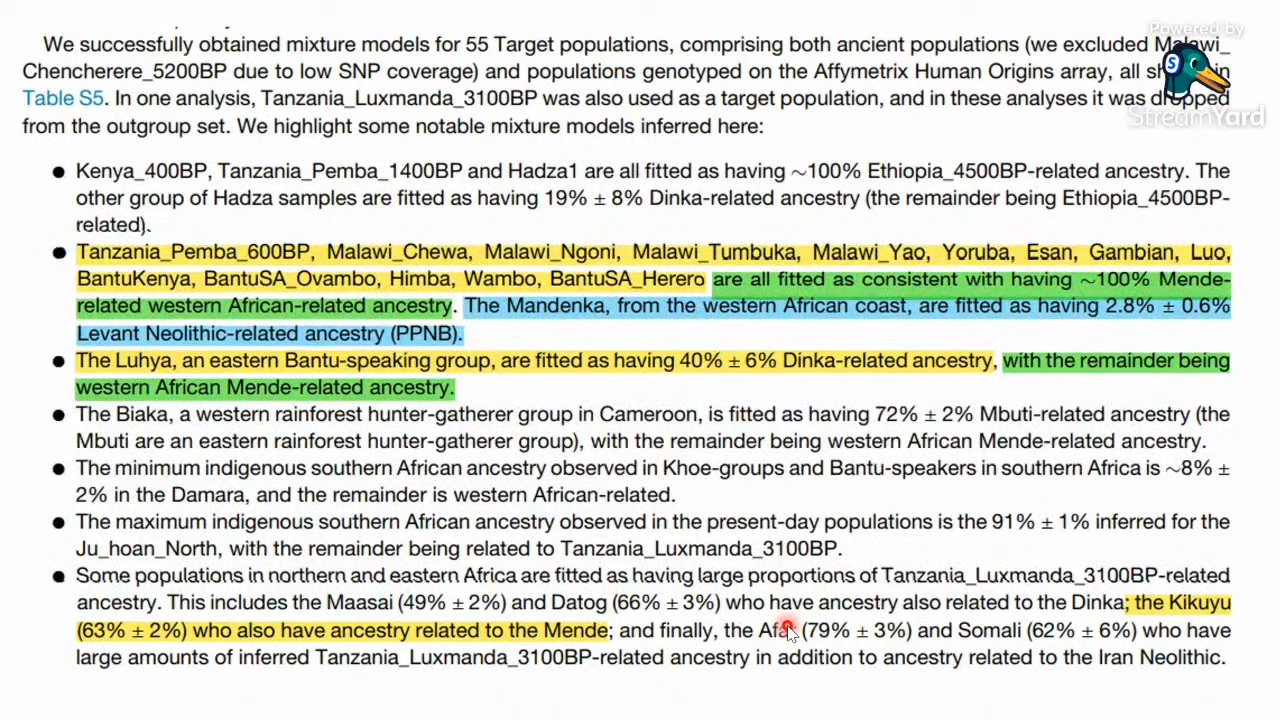 Powered by
StreamYard
We successfully obtained mixture models for 55 Target populations, comprising both ancient populations (we excluded Malawi_
Chencherere_5200BP due to low SNP coverage) and populations genotyped on the Affymetrix Human Origins array, all shown in
Table S5. In one analysis, Tanzania_Luxmanda_3100BP was also used as a target population, and in these analyses it was dropped
from the outgroup set. We highlight some notable mixture models inferred here:
● Kenya_400BP, Tanzania_Pemba_1400BP and Hadza1 are all fitted as having ~100% Ethiopia_4500BP-related ancestry. The
other group of Hadza samples are fitted as having 19% ± 8% Dinka-related ancestry (the remainder being Ethiopia_4500BP-
related).
● Tanzania_Pemba_600BP, Malawi_Chewa, Malawi_Ngoni, Malawi_Tumbuka, Malawi_Yao, Yoruba, Esan, Gambian, Luo,
BantuKenya, BantuSA_Ovambo, Himba, Wambo, BantuSA_Herero are all fitted as consistent with having ~100% Mende-
related western African-related ancestry. The Mandenka, from the western African coast, are fitted as having 2.8% ± 0.6%
Levant Neolithic-related ancestry (PPNB).
● The Luhya, an eastern Bantu-speaking group, are fitted as having 40% ± 6% Dinka-related ancestry, with the remainder being
western African Mende-related ancestry.
● The Biaka, a western rainforest hunter-gatherer group in Cameroon, is fitted as having 72% ± 2% Mbuti-related ancestry (the
Mbuti are an eastern rainforest hunter-gatherer group), with the remainder being western African Mende-related ancestry.
● The minimum indigenous southern African ancestry observed in Khoe-groups and Bantu-speakers in southern Africa is ~8% ±
2% in the Damara, and the remainder is western African-related.
● The maximum indigenous southern African ancestry observed in the present-day populations is the 91% ± 1% inferred for the
Ju_hoan_North, with the remainder being related to Tanzania_Luxmanda_3100BP.
● Some populations in northern and eastern Africa are fitted as having large proportions of Tanzania_Luxmanda_3100BP-related
ancestry. This includes the Maasai (49% ± 2%) and Datog (66% ± 3%) who have ancestry also related to the Dinka; the Kikuyu
(63% ± 2%) who also have ancestry related to the Mende; and finally, the Afar (79% ± 3%) and Somali (62% ± 6%) who have
large amounts of inferred Tanzania_Luxmanda_3100BP-related ancestry in addition to ancestry related to the Iran Neolithic.